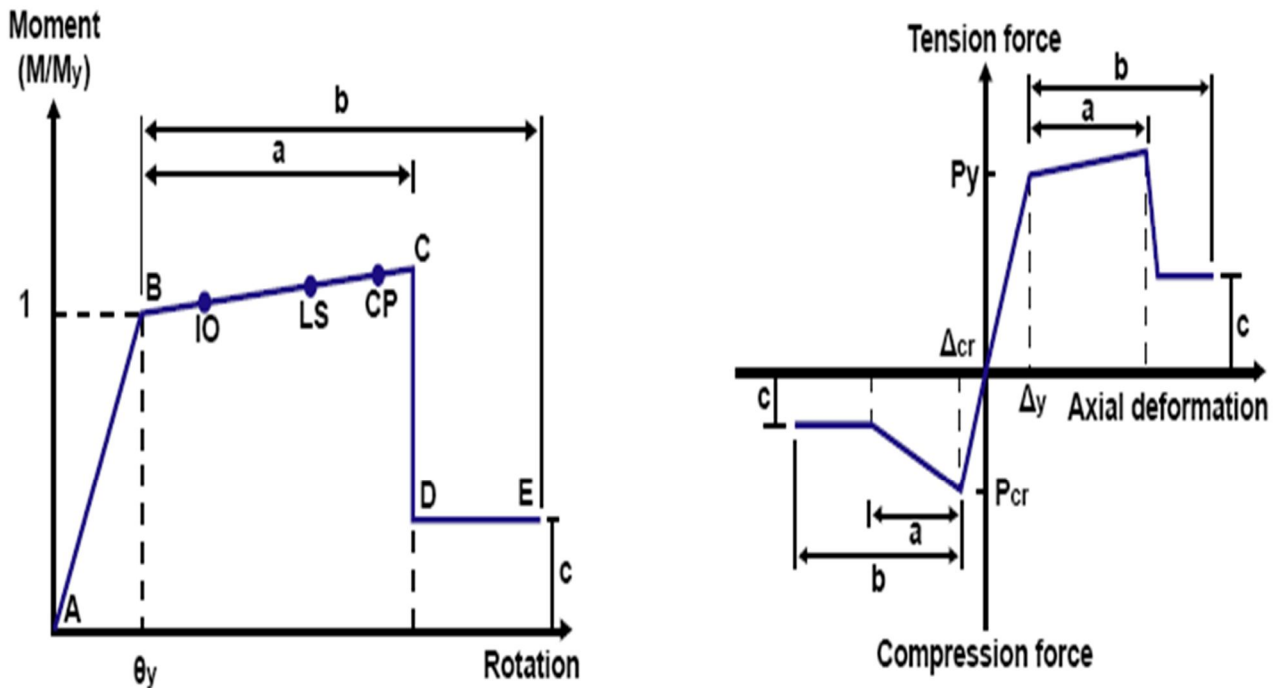 Moment
(M/My)
b
a
C
B
1
IO
LS
CP
D
E
c
A
θy
Rotation
Tension force
b
a
Py
c
Δcr
Δy
Axial deformation
c
Pcr
a
b
Compression force